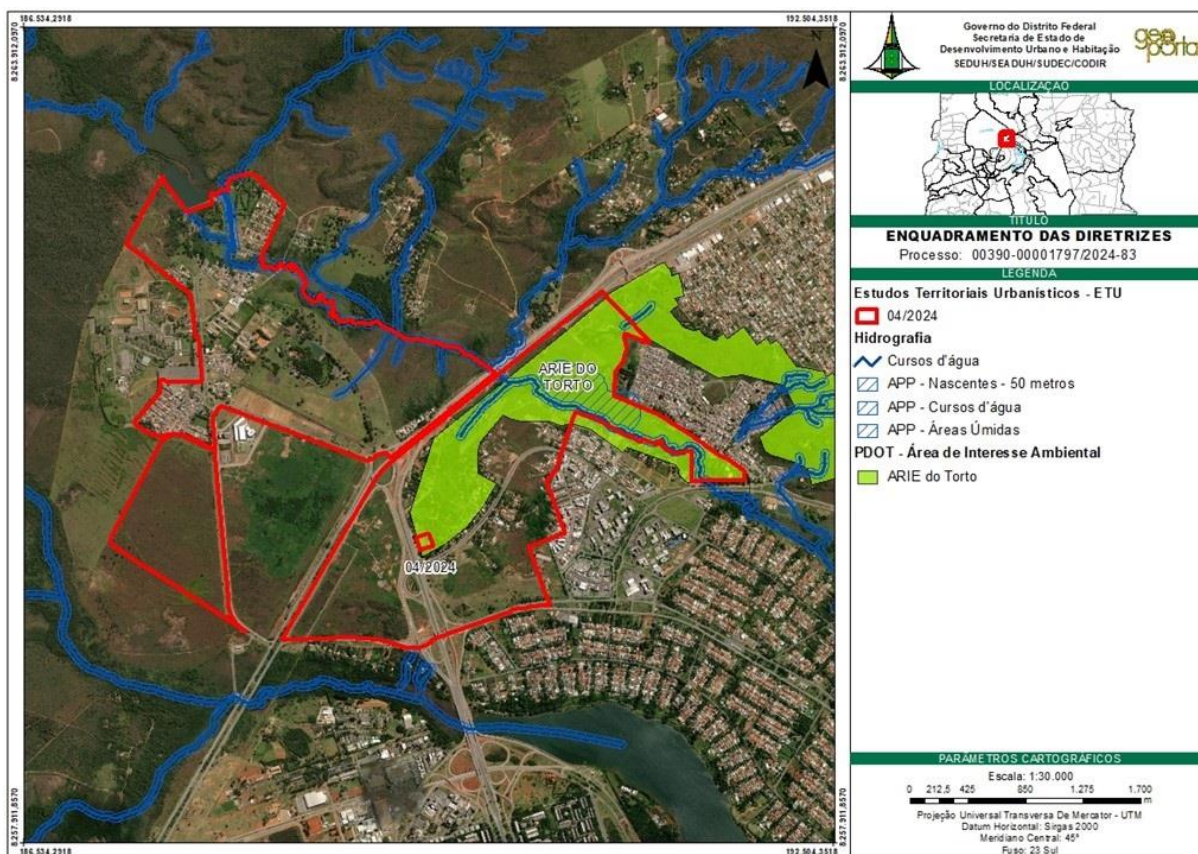 186.534,2918
192.504,3518
8.263.912,0970
8.263.912,0970
N
ARIE DO
TORTO
04/2024
8.257.911,8570
8.257.911,8570
186.534,2918
192.504,3518
Governo do Distrito Federal
Secretaria de Estado de
Desenvolvimento Urbano e Habitação
SEDUH/SEADUH/SUDEC/CODIR
geo
portal
LOCALIZAÇÃO
TÍTULO
ENQUADRAMENTO DAS DIRETRIZES
Processo: 00390-00001797/2024-83
LEGENDA
Estudos Territoriais Urbanísticos - ETU
04/2024
Hidrografia
Cursos d'água
APP - Nascentes - 50 metros
APP - Cursos d'água
APP - Áreas Úmidas
PDOT - Área de Interesse Ambiental
ARIE do Torto
PARÂMETROS CARTOGRÁFICOS
Escala: 1:30.000
0 212,5 425 850 1.275 1.700
m
Projeção Universal Transversa De Mercator - UTM
Datum Horizontal: Sirgas 2000
Meridiano Central: 45º
Fuso: 23 Sul